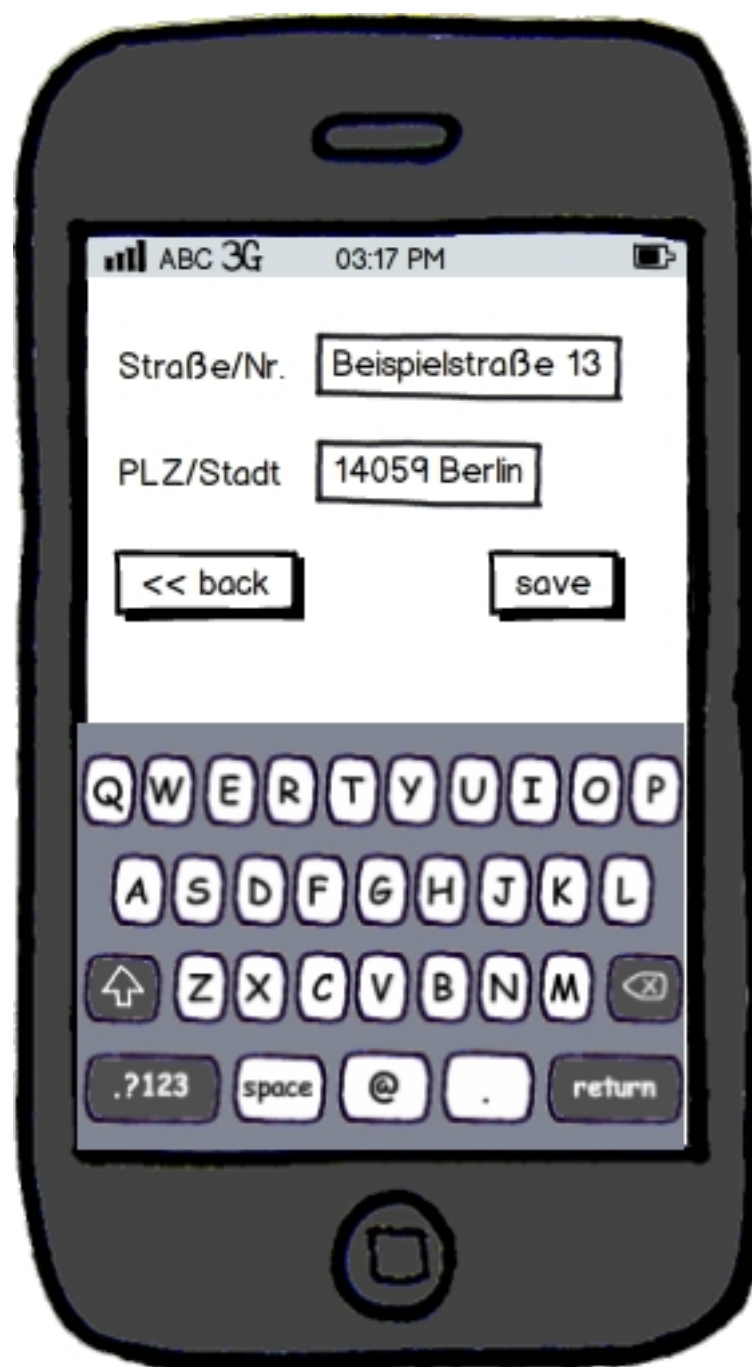 ABC 3G 03:17 PM
Straße/Nr. Beispielstraße 13
PLZ/Stadt 14059 Berlin
<< back save
Q W E R T Y U I O P
A S D F G H J K L
Z X C V B N M
.?123 space @ . return